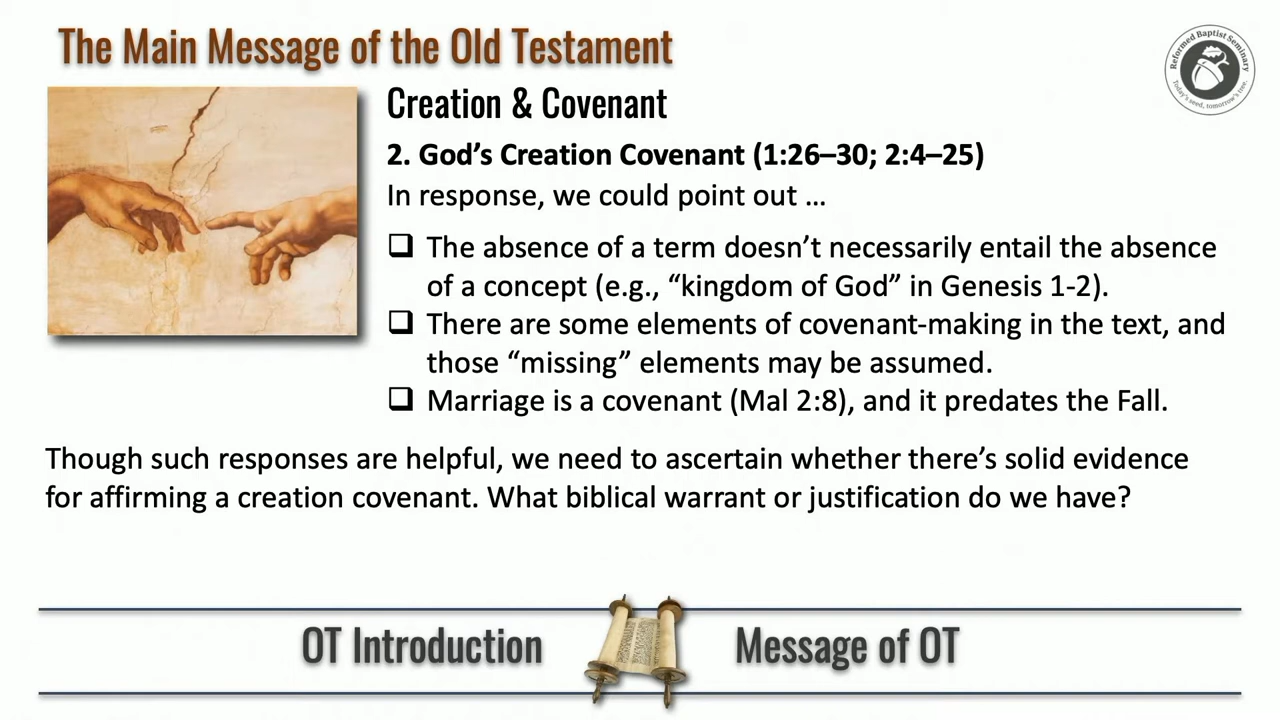 The Main Message of the Old Testament
Reformed Baptist Seminary
Today's seed, tomorrow's tree.
Creation & Covenant
2. God’s Creation Covenant (1:26–30; 2:4–25)
In response, we could point out …
❑ The absence of a term doesn’t necessarily entail the absence
of a concept (e.g., “kingdom of God” in Genesis 1-2).
❑ There are some elements of covenant-making in the text, and
those “missing” elements may be assumed.
❑ Marriage is a covenant (Mal 2:8), and it predates the Fall.
Though such responses are helpful, we need to ascertain whether there’s solid evidence
for affirming a creation covenant. What biblical warrant or justification do we have?
OT Introduction
Message of OT